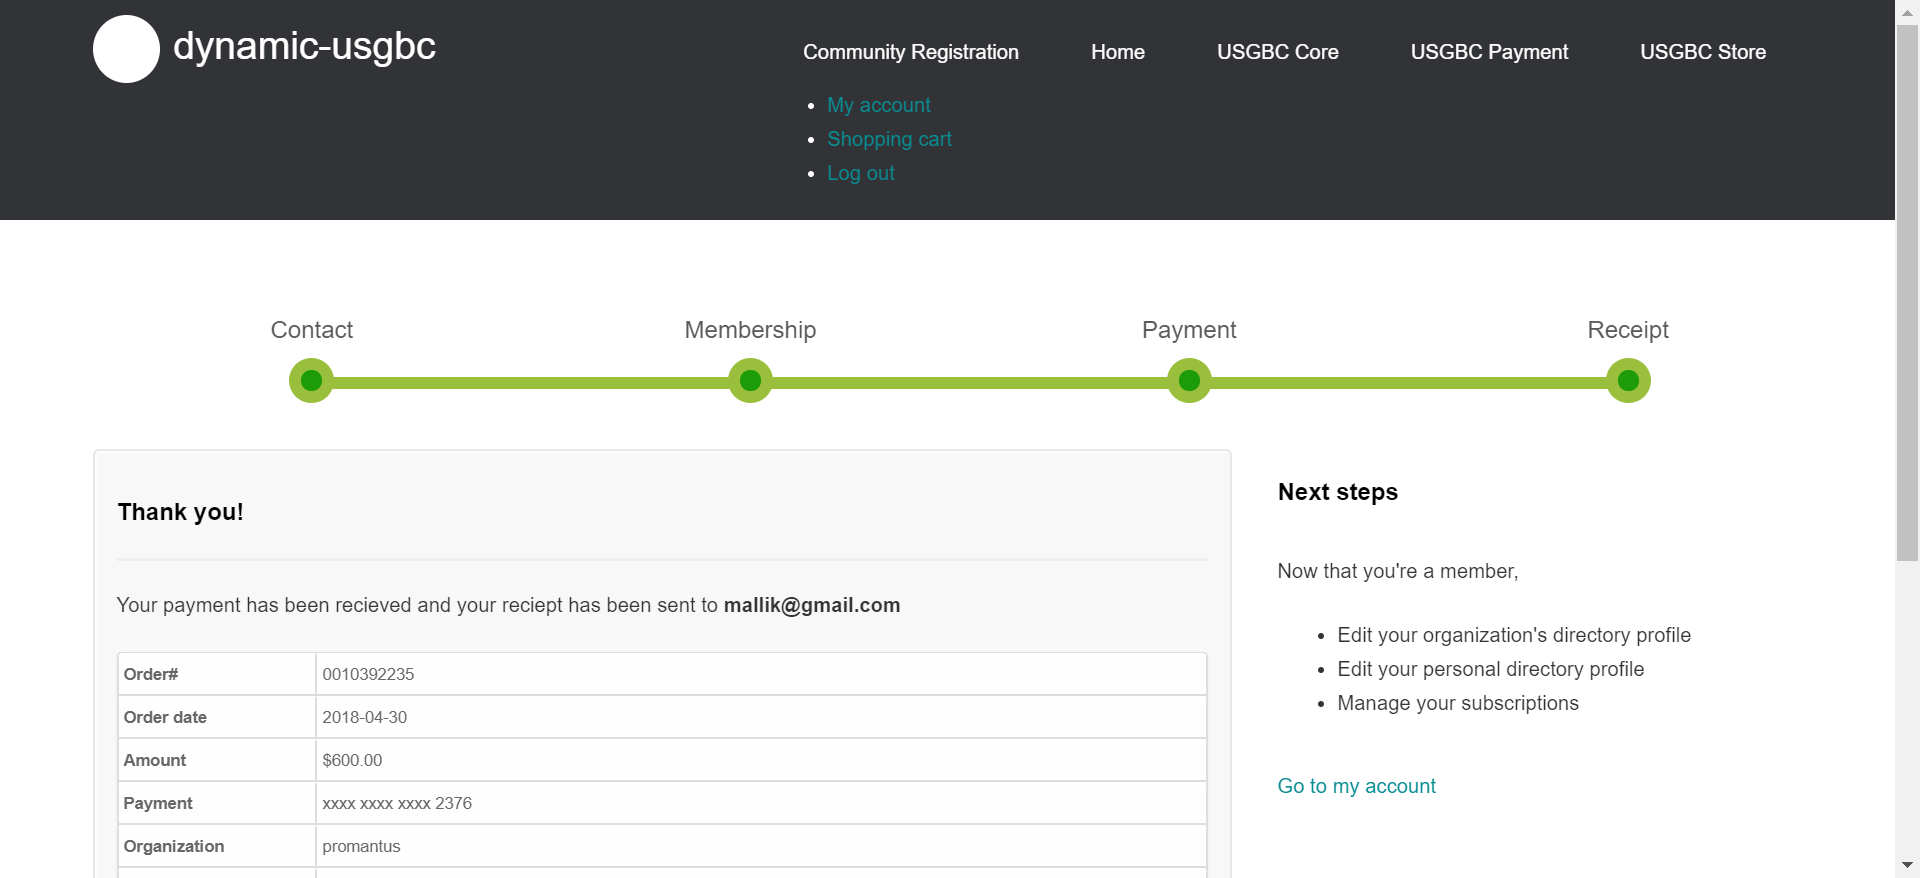 dynamic-usgbc
Community Registration
Home
USGBC Core
USGBC Payment
USGBC Store
My account
Shopping cart
Log out
Contact
Membership
Payment
Receipt
Thank you!
Your payment has been recieved and your reciept has been sent to mallik@gmail.com
Order# 0010392235
Order date 2018-04-30
Amount $600.00
Payment xxxx xxxx xxxx 2376
Organization promantus
Next steps
Now that you're a member,
Edit your organization's directory profile
Edit your personal directory profile
Manage your subscriptions
Go to my account